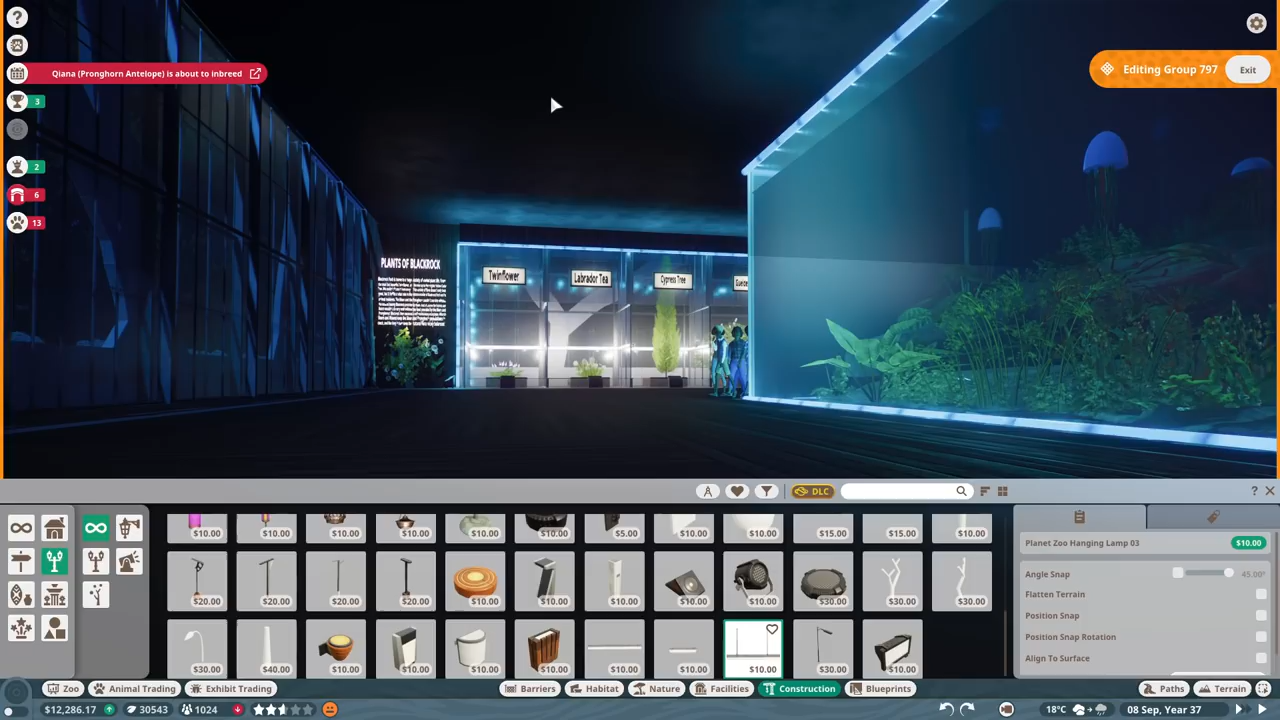 ?
Qiana (Pronghorn Antelope) is about to inbreed
3
2
6
13
Editing Group 797
Exit
PLANTS OF BLACKROCK
Twinflower
Labrador Tea
Cypress Tree
DLC
?
$10.00 $10.00 $10.00 $10.00 $10.00 $10.00 $5.00 $10.00 $10.00 $15.00 $15.00 $10.00
$20.00 $20.00 $20.00 $20.00 $10.00 $10.00 $10.00 $10.00 $10.00 $30.00 $30.00 $30.00
$30.00 $40.00 $10.00 $10.00 $10.00 $10.00 $10.00 $10.00 $10.00 $30.00 $10.00
Planet Zoo Hanging Lamp 03 $10.00
Angle Snap 45.00°
Flatten Terrain
Position Snap
Position Snap Rotation
Align To Surface
Zoo Animal Trading Exhibit Trading Barriers Habitat Nature Facilities Construction Blueprints Paths Terrain
$12,286.17 30543 1024 18°C 08 Sep, Year 37